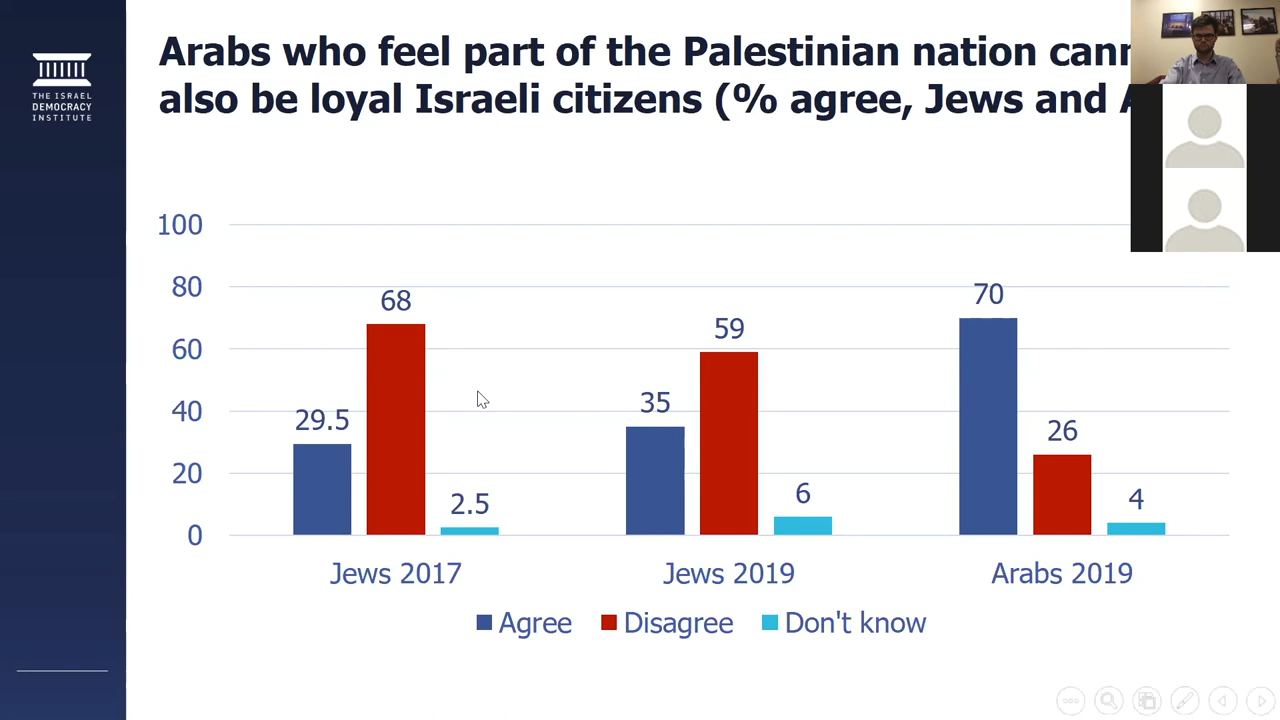 THE ISRAEL
DEMOCRACY
INSTITUTE
Arabs who feel part of the Palestinian nation
also be loyal Israeli citizens (% agree, Jews and
100
80
60
40
20
0
29.5
68
2.5
35
59
6
70
26
4
Jews 2017
Jews 2019
Arabs 2019
Agree
Disagree
Don't know